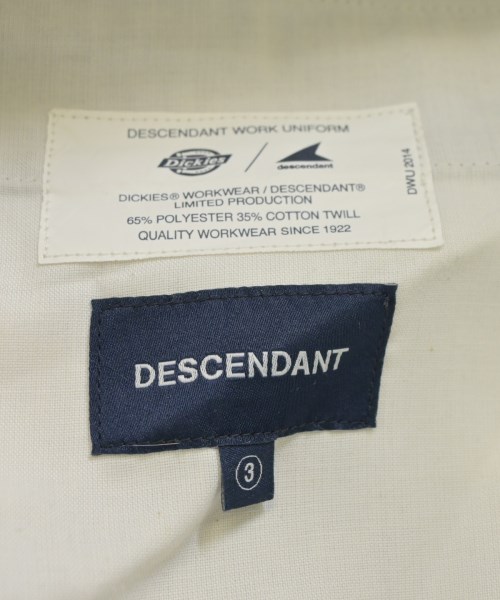 DESCENDANT WORK UNIFORM
Dickies / descendant
DICKIES® WORKWEAR / DESCENDANT®
LIMITED PRODUCTION
65% POLYESTER 35% COTTON TWILL
QUALITY WORKWEAR SINCE 1922
DWU 2014
DESCENDANT
3